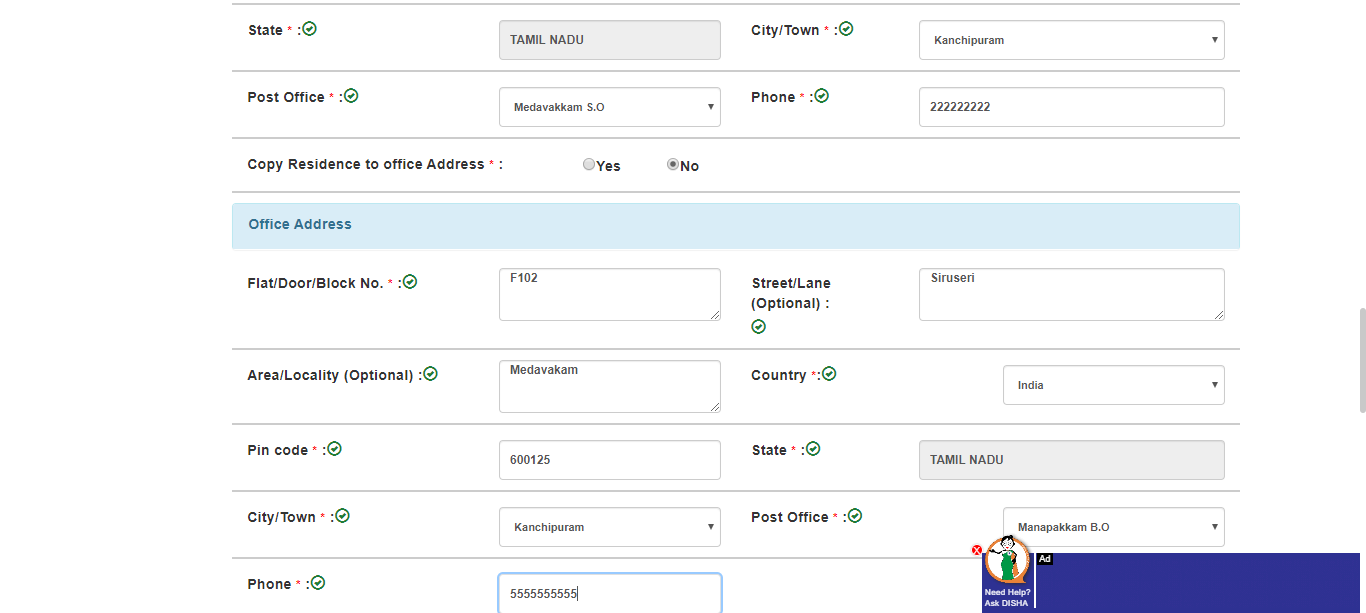 State * :
TAMIL NADU
City/Town * :
Kanchipuram
Post Office * :
Medavakkam S.O
Phone * :
222222222
Copy Residence to office Address * :
Yes
No
Office Address
Flat/Door/Block No. * :
F102
Street/Lane
(Optional) :
Siruseri
Area/Locality (Optional) :
Medavakam
Country *:
India
Pin code * :
600125
State * :
TAMIL NADU
City/Town * :
Kanchipuram
Post Office * :
Manapakkam B.O
Phone * :
5555555555
X
Ad
Need Help?
Ask DISHA